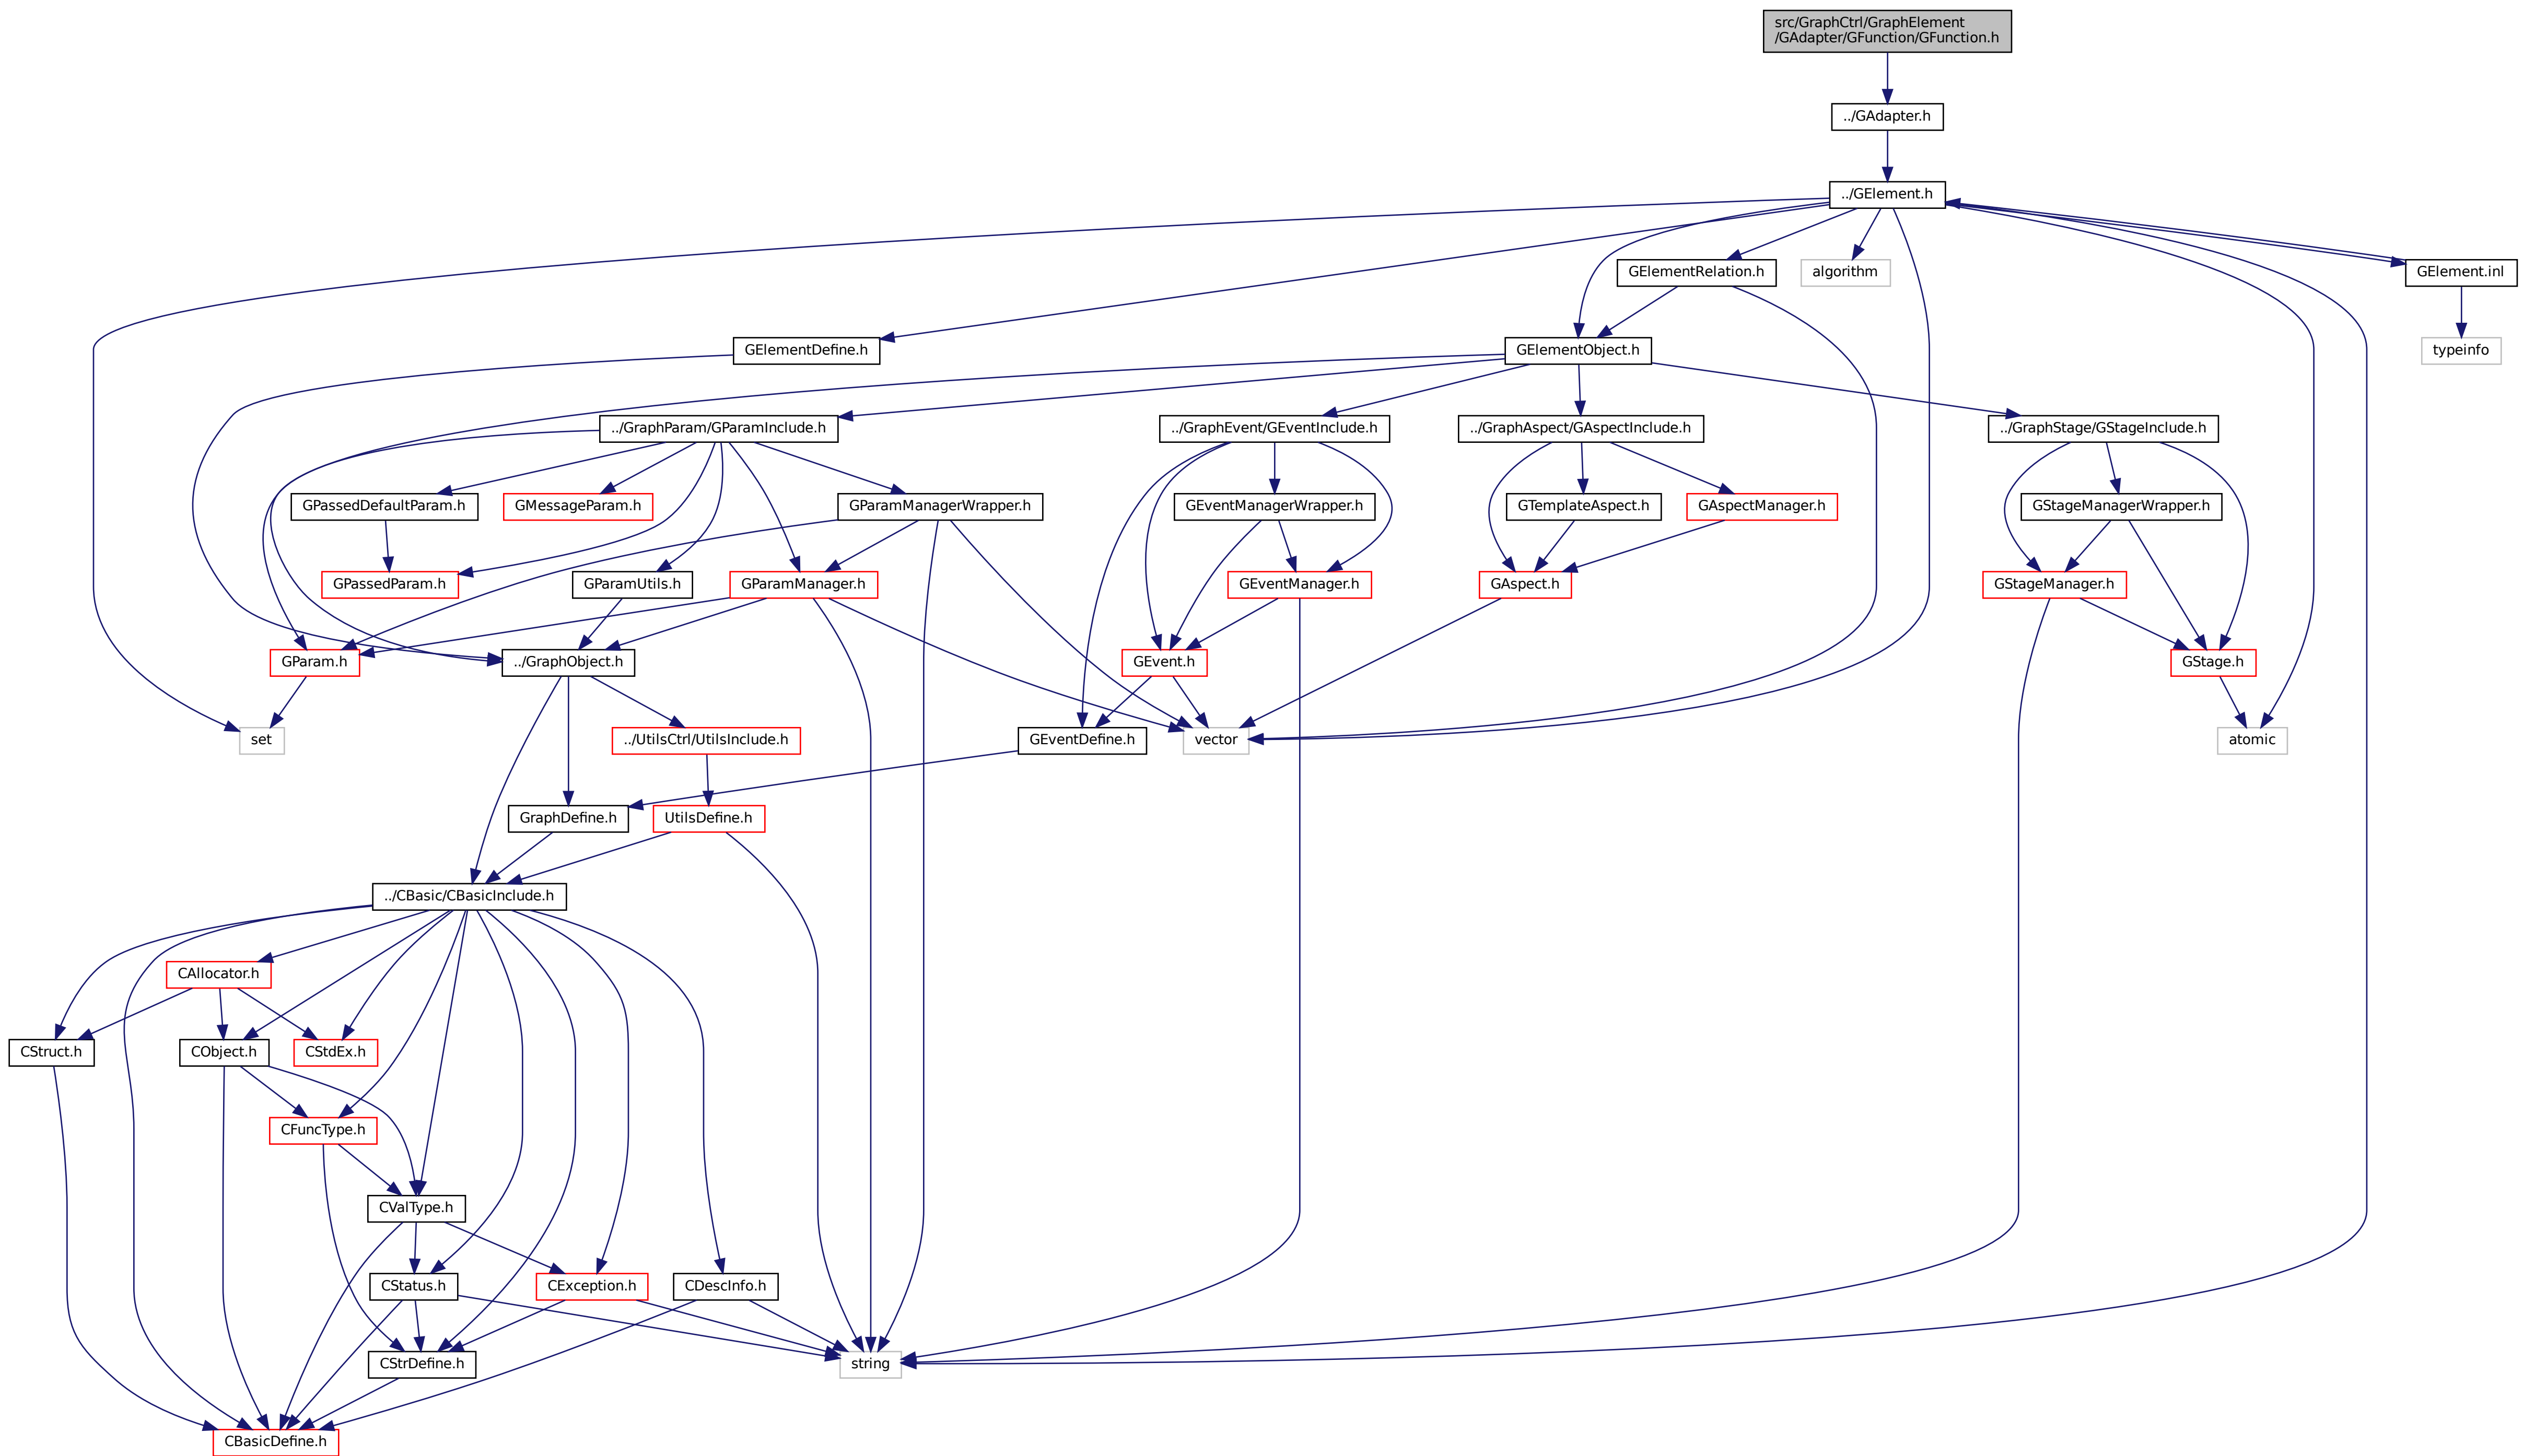 src/GraphCtrl/GraphElement
/GAdapter/GFunction/GFunction.h
../GAdapter.h
../GElement.h
GElementRelation.h
algorithm
GElement.inl
GElementDefine.h
GElementObject.h
typeinfo
../GraphParam/GParamInclude.h
../GraphEvent/GEventInclude.h
../GraphAspect/GAspectInclude.h
../GraphStage/GStageInclude.h
GPassedDefaultParam.h
GMessageParam.h
GParamManagerWrapper.h
GEventManagerWrapper.h
GTemplateAspect.h
GAspectManager.h
GStageManagerWrapper.h
GPassedParam.h
GParamUtils.h
GParamManager.h
GEventManager.h
GAspect.h
GStageManager.h
GParam.h
../GraphObject.h
GEvent.h
GStage.h
set
../UtilsCtrl/UtilsInclude.h
GEventDefine.h
vector
atomic
GraphDefine.h
UtilsDefine.h
../CBasic/CBasicInclude.h
CAllocator.h
CStruct.h
CObject.h
CStdEx.h
CFuncType.h
CValType.h
CStatus.h
CException.h
CDescInfo.h
CStrDefine.h
string
CBasicDefine.h